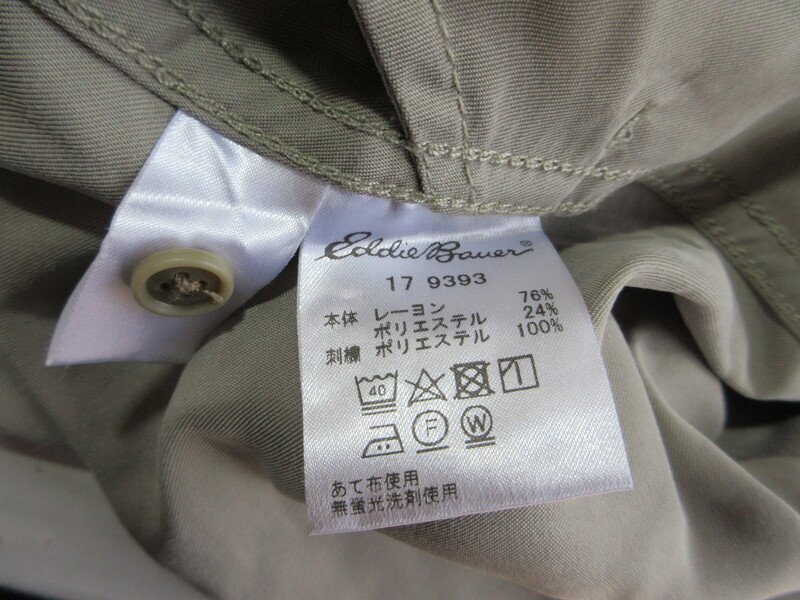 Eddie Bauer®
17 9393
本体 レーヨン 76%
ポリエステル 24%
刺繍 ポリエステル 100%
40
F W
あて布使用
無蛍光洗剤使用